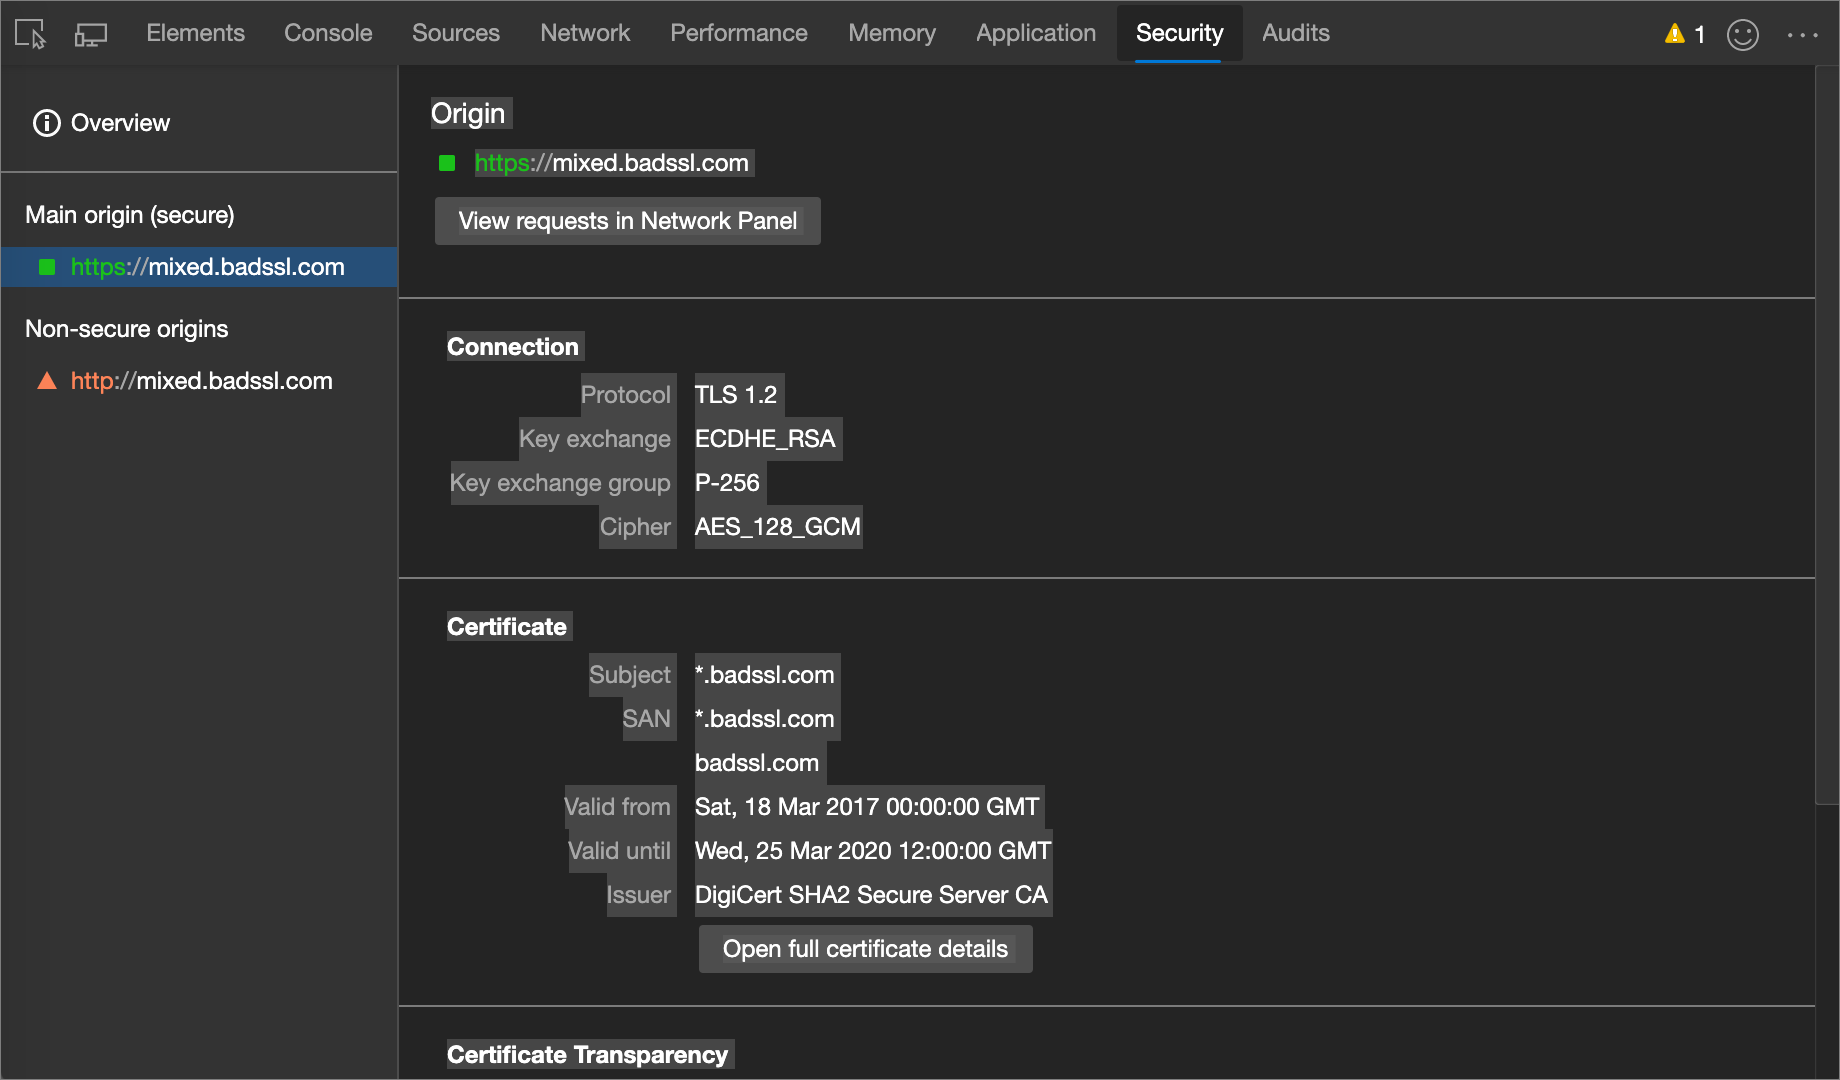 Elements Console Sources Network Performance Memory Application Security Audits 1
Overview
Main origin (secure)
https://mixed.badssl.com
Non-secure origins
http://mixed.badssl.com
Origin
https://mixed.badssl.com
View requests in Network Panel
Connection
Protocol TLS 1.2
Key exchange ECDHE_RSA
Key exchange group P-256
Cipher AES_128_GCM
Certificate
Subject *.badssl.com
SAN *.badssl.com
badssl.com
Valid from Sat, 18 Mar 2017 00:00:00 GMT
Valid until Wed, 25 Mar 2020 12:00:00 GMT
Issuer DigiCert SHA2 Secure Server CA
Open full certificate details
Certificate Transparency